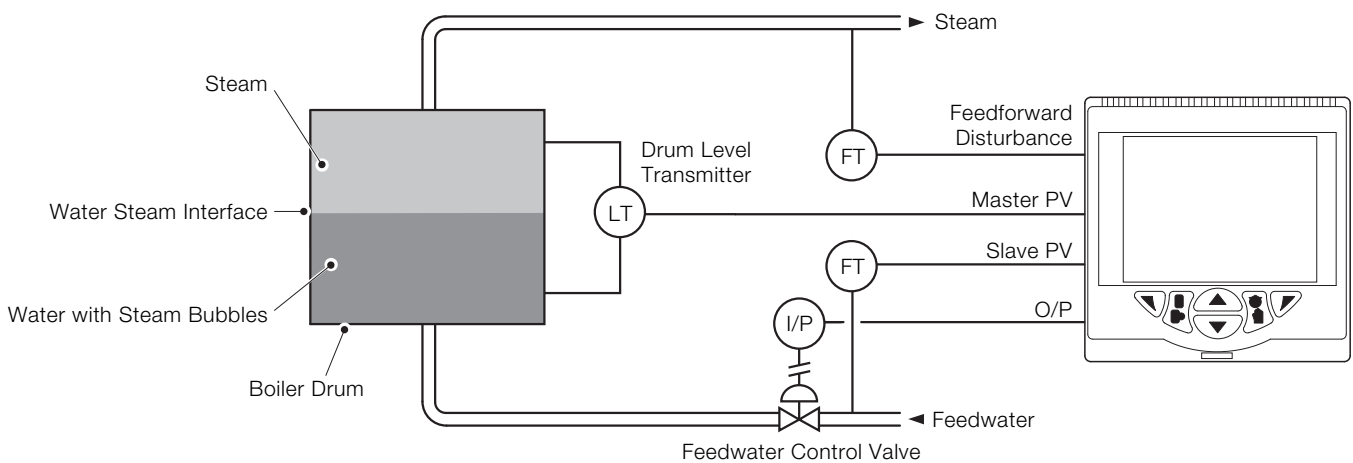 Steam
Steam
Feedforward
Disturbance
FT
Drum Level
Transmitter
Water Steam Interface
LT
Master PV
FT
Slave PV
Water with Steam Bubbles
I/P
O/P
Boiler Drum
Feedwater
Feedwater Control Valve